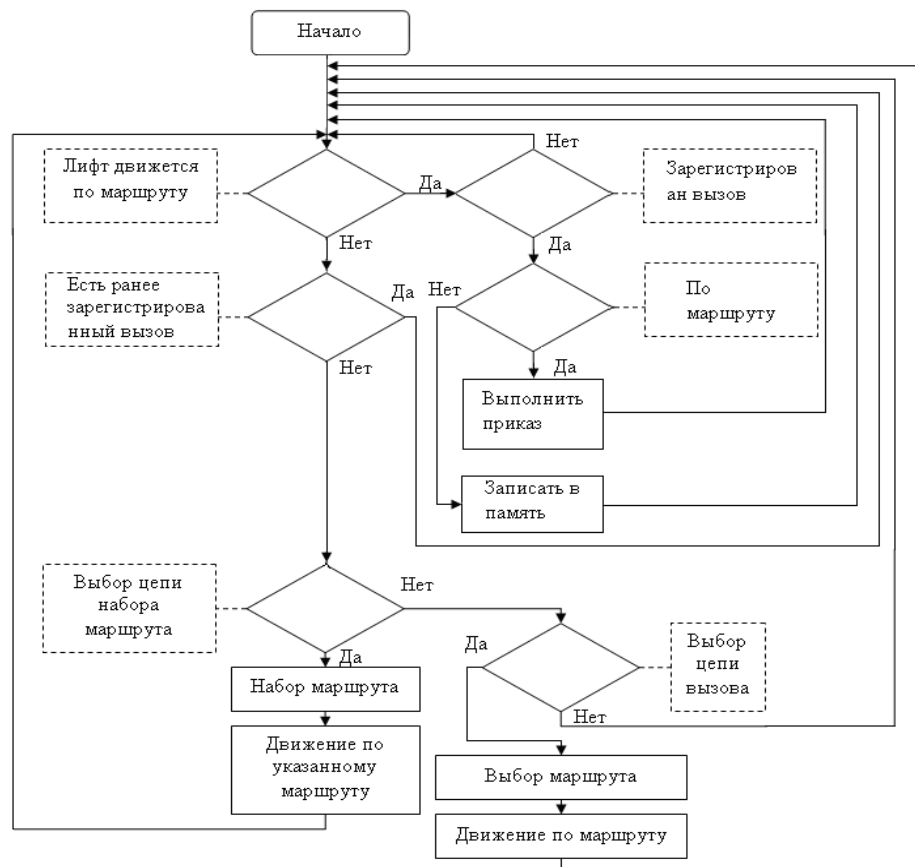 Начало
Нет
Лифт движется
по маршруту
Да
Зарегистриров
ан вызов
Нет
Да
Есть ранее
зарегистрирова
нный вызов
Да
Нет
По
маршруту
Нет
Да
Выполнить
приказ
Записать в
память
Выбор цепи
набора
маршрута
Нет
Да
Да
Выбор
цепи
вызова
Набор маршрута
Нет
Движение по
указанному
маршруту
Выбор маршрута
Движение по маршруту